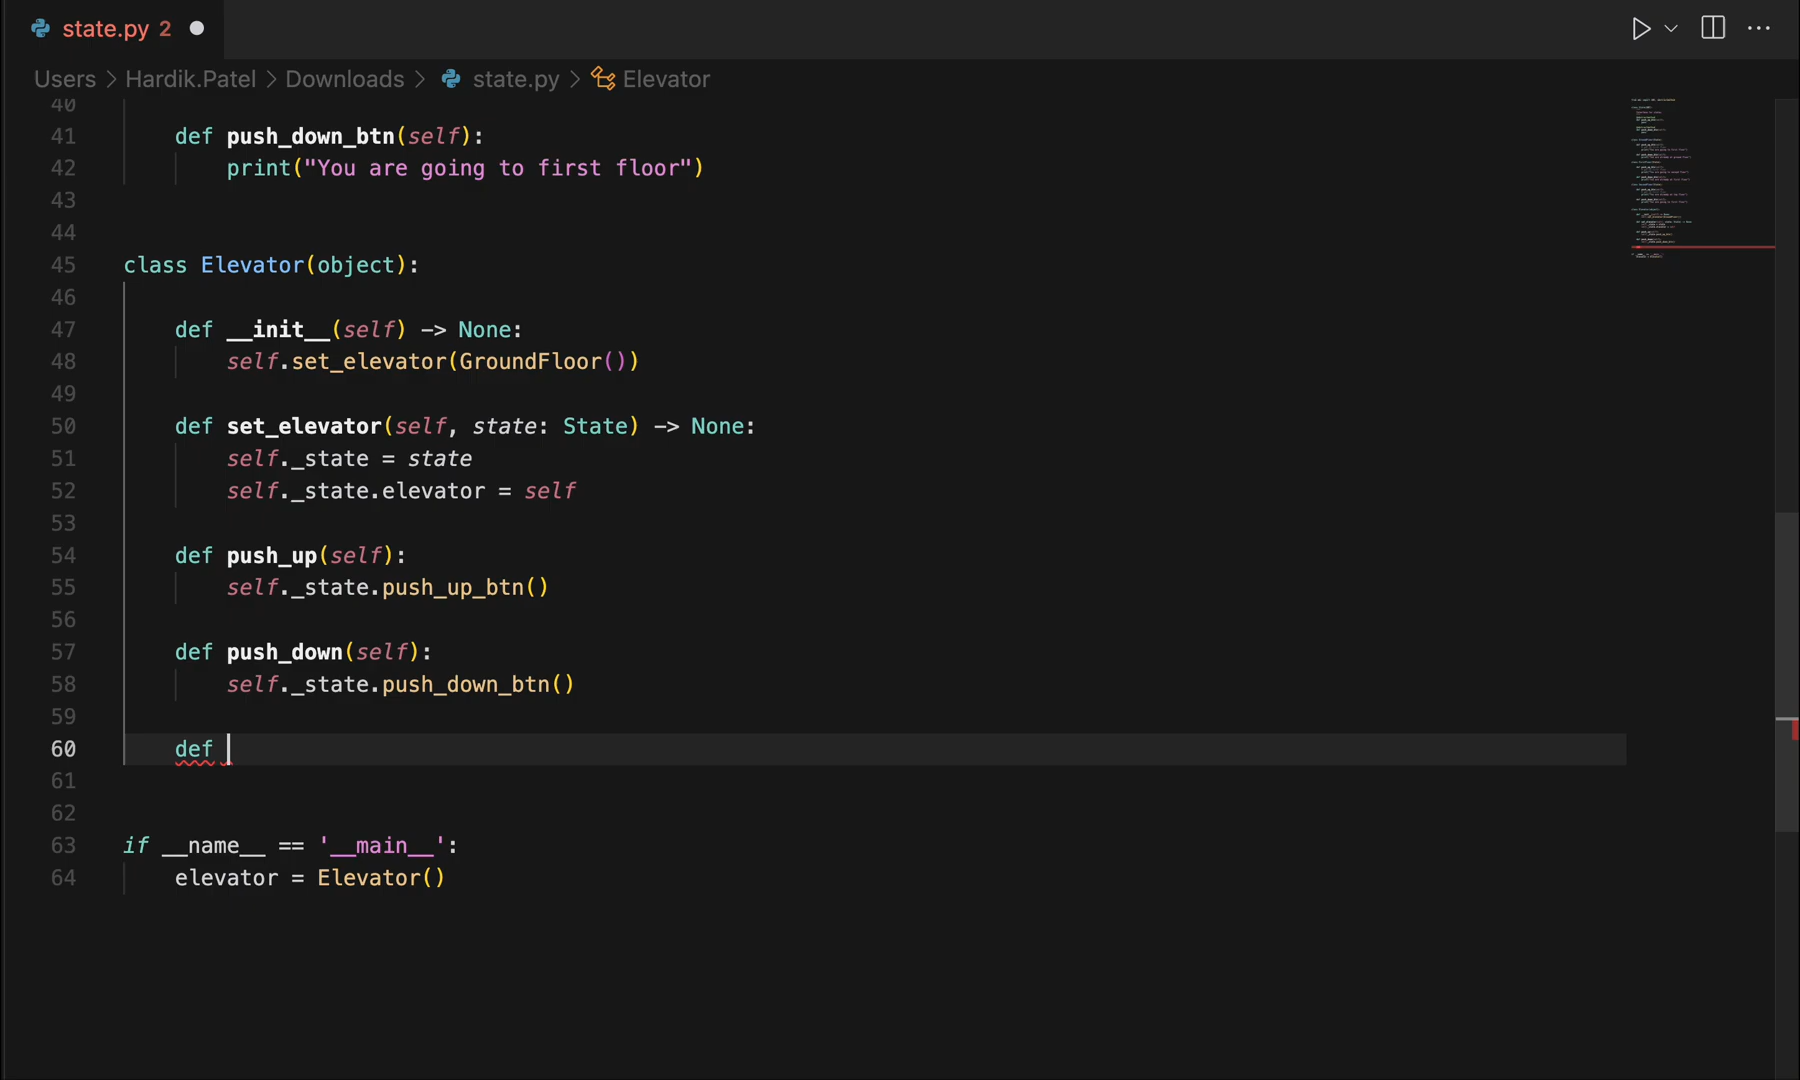 state.py 2
Users > Hardik.Patel > Downloads > state.py > Elevator
40
41 def push_down_btn(self):
42 print("You are going to first floor")
43
44
45 class Elevator(object):
46
47 def __init__(self) -> None:
48 self.set_elevator(GroundFloor())
49
50 def set_elevator(self, state: State) -> None:
51 self._state = state
52 self._state.elevator = self
53
54 def push_up(self):
55 self._state.push_up_btn()
56
57 def push_down(self):
58 self._state.push_down_btn()
59
60 def
61
62
63 if __name__ == '__main__':
64 elevator = Elevator()